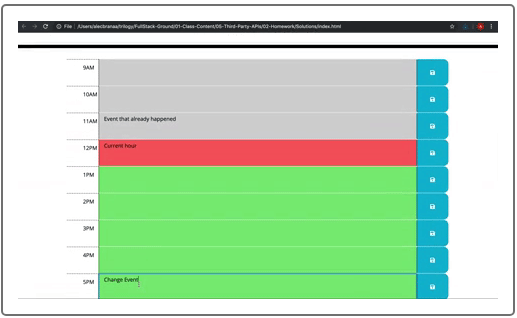 File /Users/alecbranaa/trilogy/FullStack-Ground/01-Class-Content/05-Third-Party-APIs/02-Homework/Solutions/index.html
9AM
10AM
11AM Event that already happened
12PM Current hour
1PM
2PM
3PM
4PM
5PM Change Event